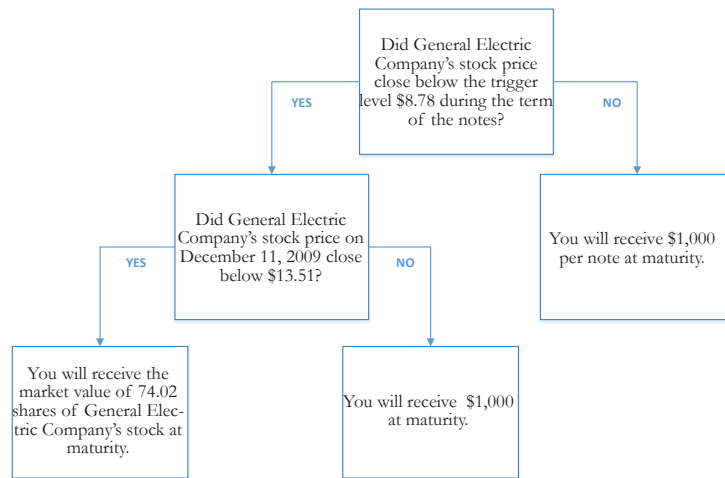 Did General Electric
Company's stock price
close below the trigger
level $8.78 during the term
of the notes?
YES
NO
Did General Electric
Company's stock price on
December 11, 2009 close
below $13.51?
You will receive $1,000
per note at maturity.
YES
NO
You will receive the
market value of 74.02
shares of General Elec-
tric Company's stock at
maturity.
You will receive $1,000
at maturity.